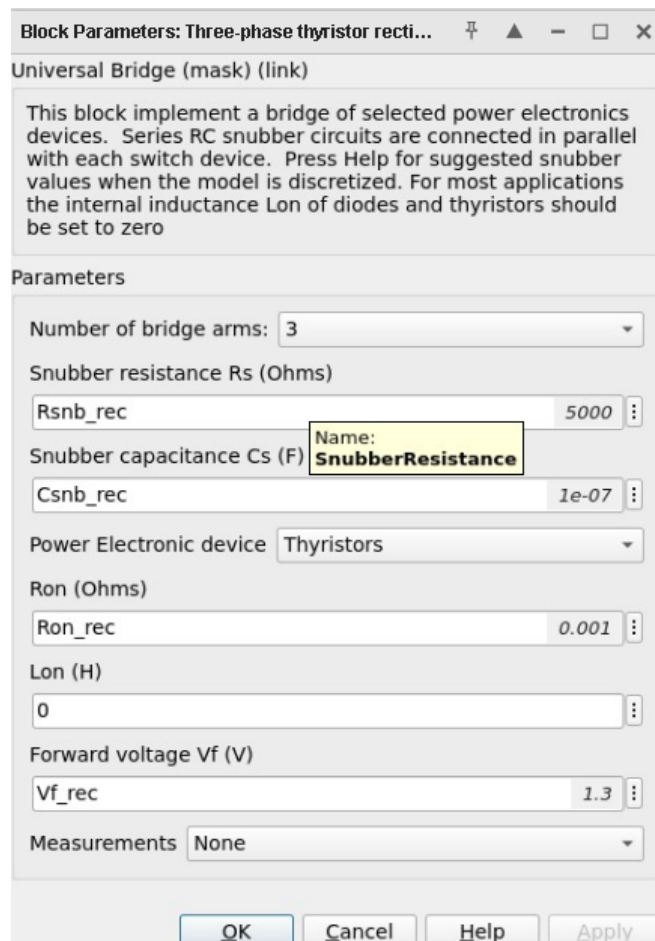 Block Parameters: Three-phase thyristor recti...
Universal Bridge (mask) (link)
This block implement a bridge of selected power electronics
devices.  Series RC snubber circuits are connected in parallel
with each switch device.  Press Help for suggested snubber
values when the model is discretized. For most applications
the internal inductance Lon of diodes and thyristors should
be set to zero
Parameters
Number of bridge arms: 3
Snubber resistance Rs (Ohms)
Rsnb_rec 5000
Name:
SnubberResistance
Snubber capacitance Cs (F)
Csnb_rec 1e-07
Power Electronic device Thyristors
Ron (Ohms)
Ron_rec 0.001
Lon (H)
0
Forward voltage Vf (V)
Vf_rec 1.3
Measurements None
OK Cancel Help Apply